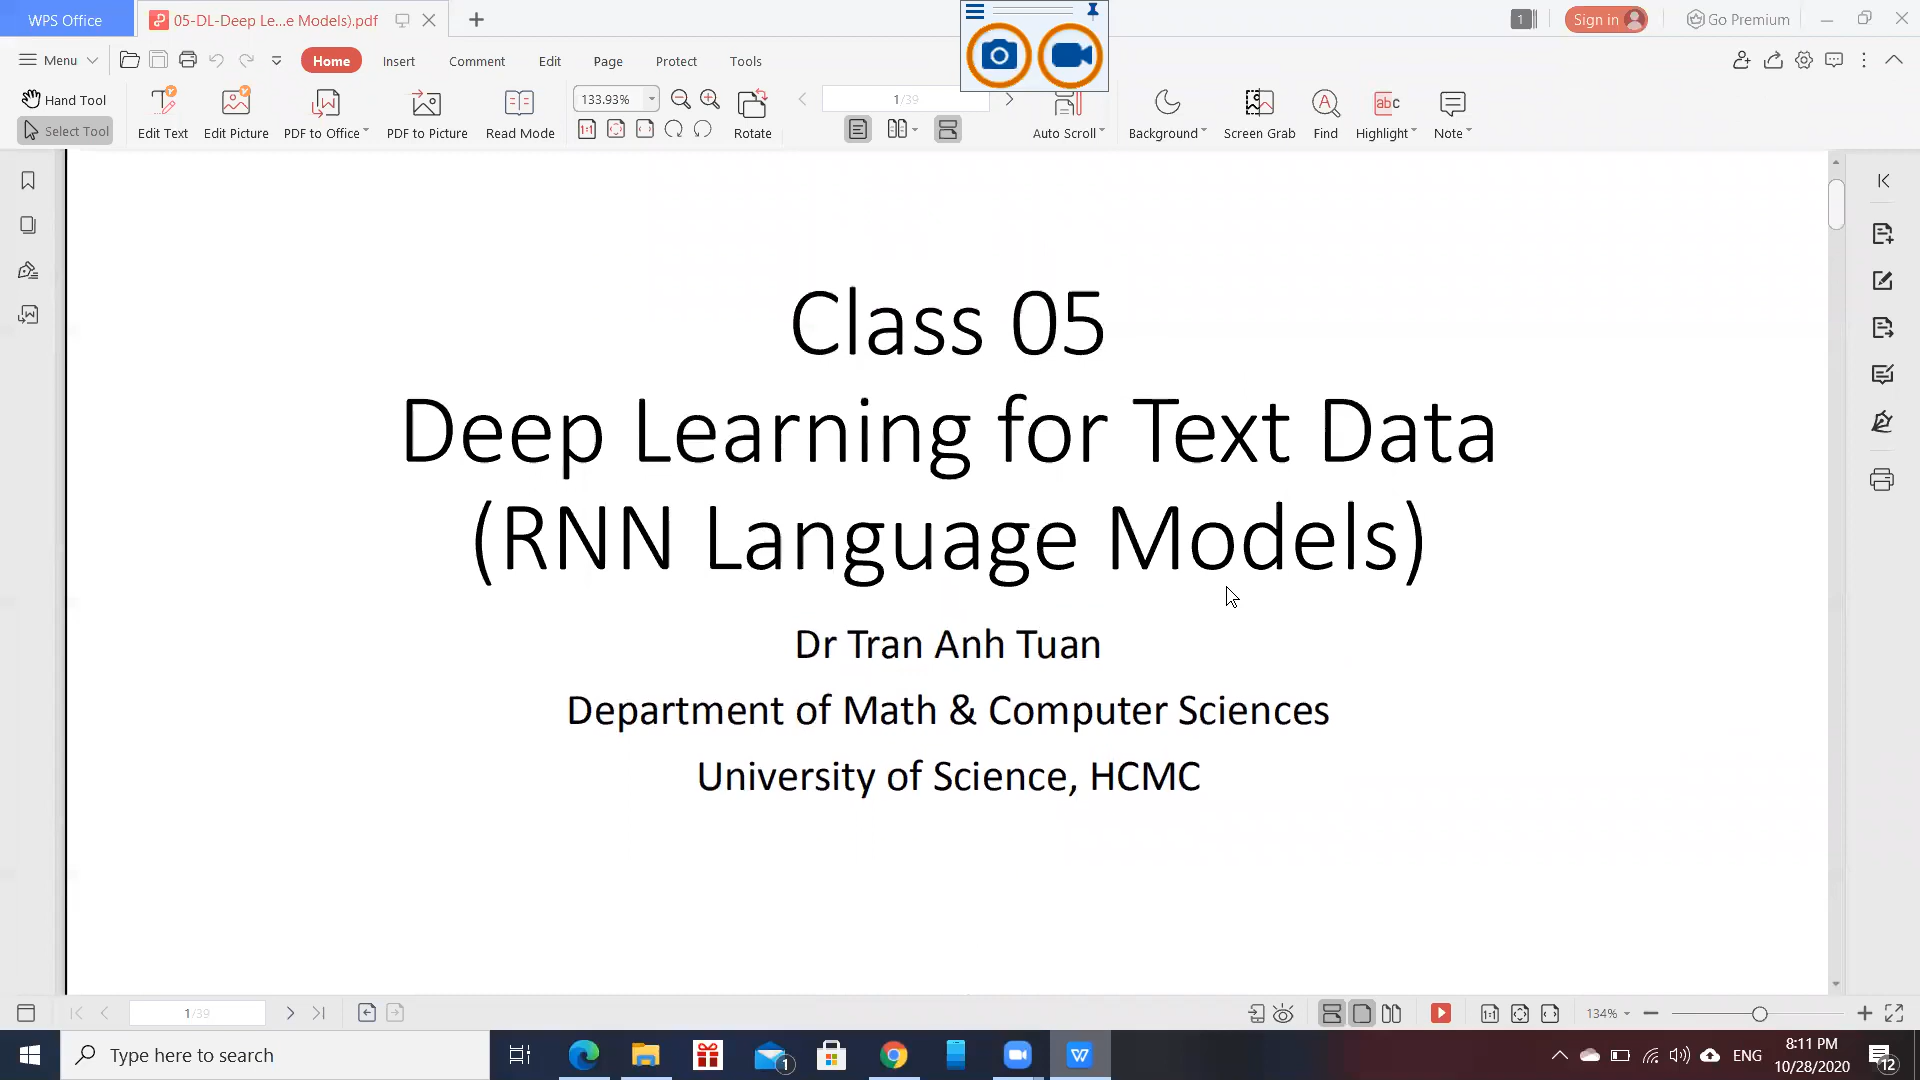 WPS Office
05-DL-Deep Le...e Models).pdf
1
Sign in
Go Premium
Menu
Home
Insert
Comment
Edit
Page
Protect
Tools
Hand Tool
Select Tool
Edit Text
Edit Picture
PDF to Office
PDF to Picture
Read Mode
133.93%
Rotate
1/39
Auto Scroll
Background
Screen Grab
Find
Highlight
Note
Class 05
Deep Learning for Text Data
(RNN Language Models)
Dr Tran Anh Tuan
Department of Math & Computer Sciences
University of Science, HCMC
1/39
134%
Type here to search
1
ENG
8:11 PM
10/28/2020
12